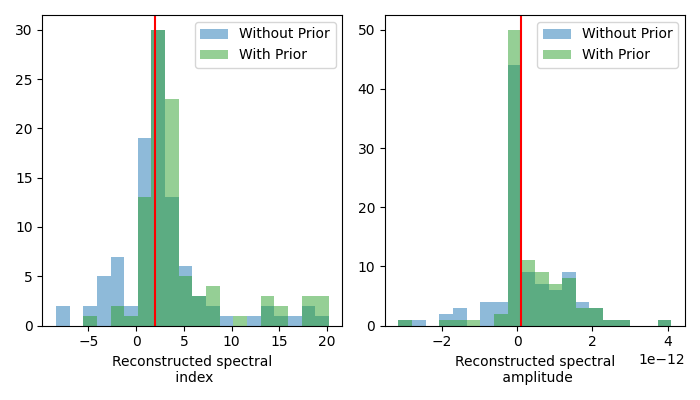 Without Prior
With Prior
30
25
20
15
10
5
0
−5
0
5
10
15
20
Reconstructed spectral
index
Without Prior
With Prior
50
40
30
20
10
0
−2
0
2
4
1e−12
Reconstructed spectral
amplitude